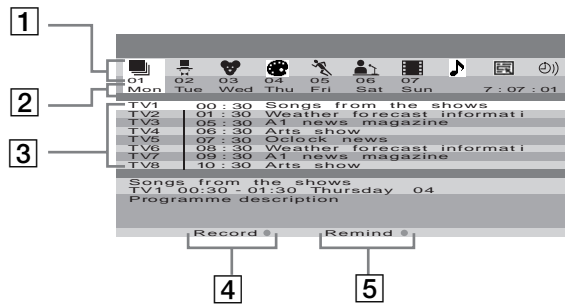 1
01 02 03 04 05 06 07
2
Mon Tue Wed Thu Fri Sat Sun 7 : 07 : 01
3
TV1 00 : 30 Songs from the shows
TV2 01 : 30 Weather forecast informati
TV3 05 : 30 A1 news magazine
TV4 06 : 30 Arts show
TV5 07 : 30 Oclock news
TV6 08 : 30 Weather forecast informati
TV7 09 : 30 A1 news magazine
TV8 10 : 30 Arts show
Songs from the shows
TV1 00:30 - 01:30 Thursday 04
Programme description
Record Remind
4 5